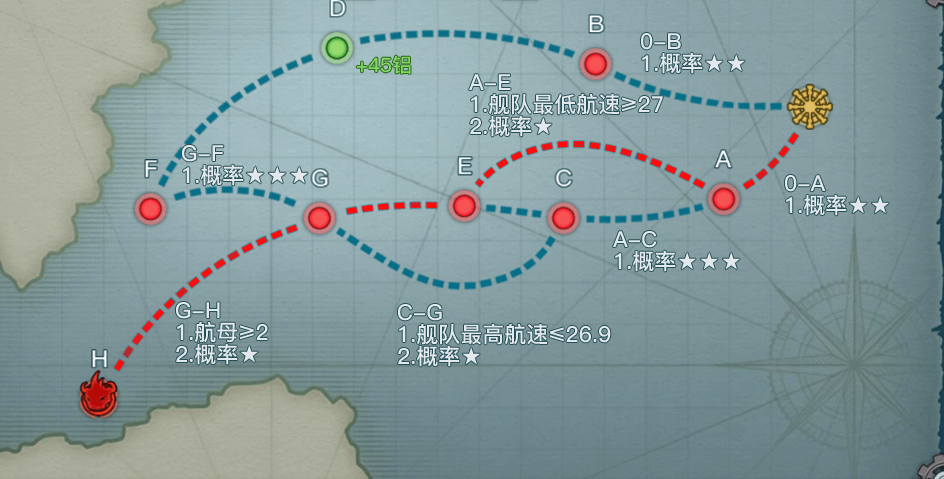 D
B
0-B
1.概率★★
+45铝
A-E
1.舰队最低航速≥27
2.概率★
G-F
1.概率★★★
F
G
E
C
A
0-A
1.概率★★
A-C
1.概率★★★
G-H
1.航母≥2
2.概率★
C-G
1.舰队最高航速≤26.9
2.概率★
H